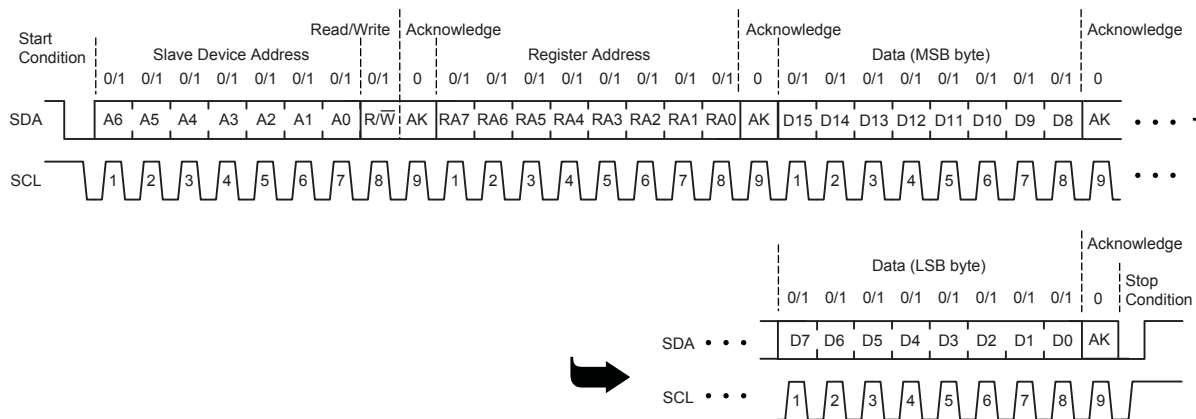 Read/Write Acknowledge Acknowledge Acknowledge
Start Condition
Slave Device Address Register Address Data (MSB byte)
0/1 0/1 0/1 0/1 0/1 0/1 0/1 0/1 0 0/1 0/1 0/1 0/1 0/1 0/1 0/1 0/1 0 0/1 0/1 0/1 0/1 0/1 0/1 0/1 0/1 0
SDA A6 A5 A4 A3 A2 A1 A0 R/W̅ AK RA7 RA6 RA5 RA4 RA3 RA2 RA1 RA0 AK D15 D14 D13 D12 D11 D10 D9 D8 AK
SCL 1 2 3 4 5 6 7 8 9 1 2 3 4 5 6 7 8 9 1 2 3 4 5 6 7 8 9
Acknowledge
Data (LSB byte)
Stop Condition
0/1 0/1 0/1 0/1 0/1 0/1 0/1 0/1 0
SDA D7 D6 D5 D4 D3 D2 D1 D0 AK
SCL 1 2 3 4 5 6 7 8 9